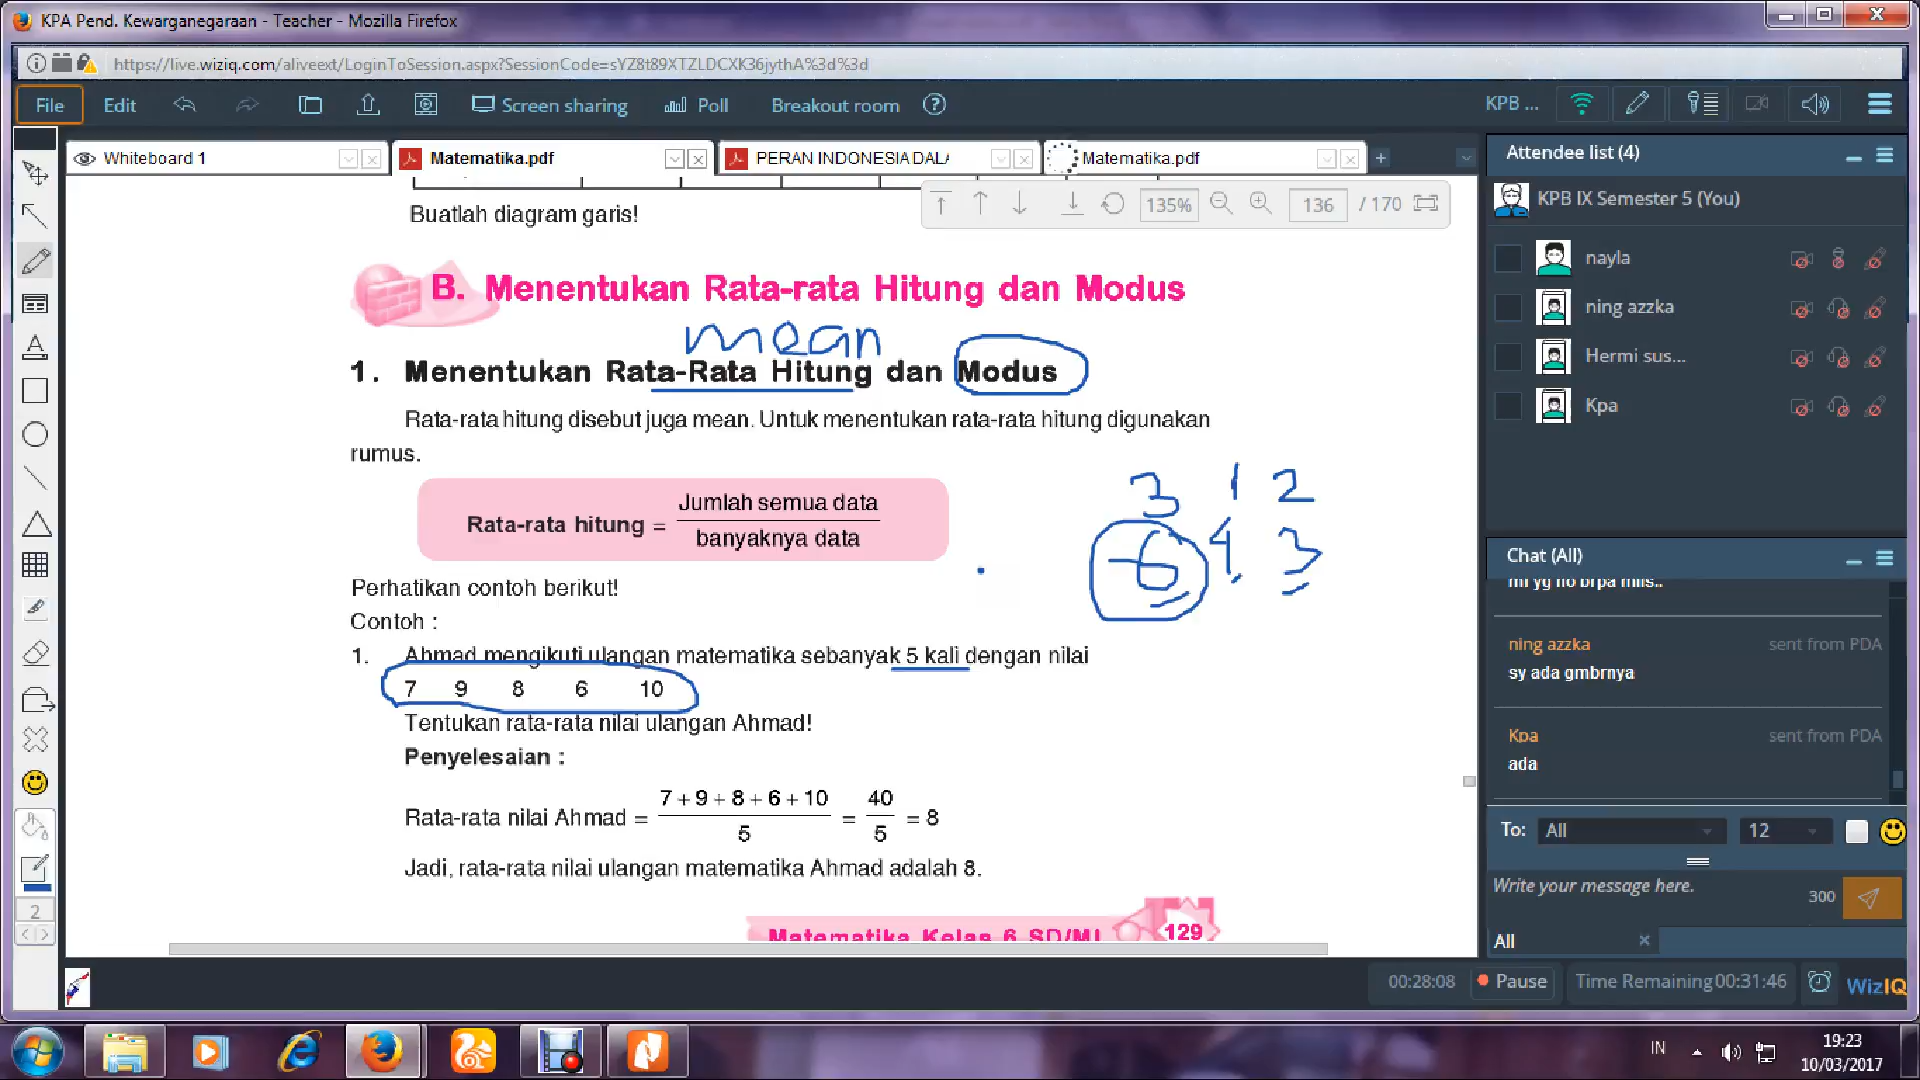 KPA Pend. Kewarganegaraan - Teacher - Mozilla Firefox
https://live.wiziq.com/aliveext/LoginToSession.aspx?SessionCode=sYZ8t89XTZLDCXK36jythA%3d%3d
File Edit Screen sharing Poll Breakout room ? KPB ...
Whiteboard 1 Matematika.pdf PERAN INDONESIA DALA Matematika.pdf +
135% 136 / 170
Buatlah diagram garis!
B. Menentukan Rata-rata Hitung dan Modus
mean
1. Menentukan Rata-Rata Hitung dan Modus
Rata-rata hitung disebut juga mean. Untuk menentukan rata-rata hitung digunakan
rumus.
Rata-rata hitung = Jumlah semua data
banyaknya data
3 1 2
6 4 3
Perhatikan contoh berikut!
Contoh :
1. Ahmad mengikuti ulangan matematika sebanyak 5 kali dengan nilai
7 9 8 6 10
Tentukan rata-rata nilai ulangan Ahmad!
Penyelesaian :
Rata-rata nilai Ahmad = 7 + 9 + 8 + 6 + 10 / 5 = 40 / 5 = 8
Jadi, rata-rata nilai ulangan matematika Ahmad adalah 8.
Matematika Kelas 6 SD/MI 129
2
Attendee list (4)
KPB IX Semester 5 (You)
nayla
ning azzka
Hermi sus...
Kpa
Chat (All)
ning azzka sent from PDA
sy ada gmbrnya
Kpa sent from PDA
ada
To: All 12
Write your message here. 300
All
00:28:08 Pause Time Remaining 00:31:46 WizIQ
IN 19:23
10/03/2017